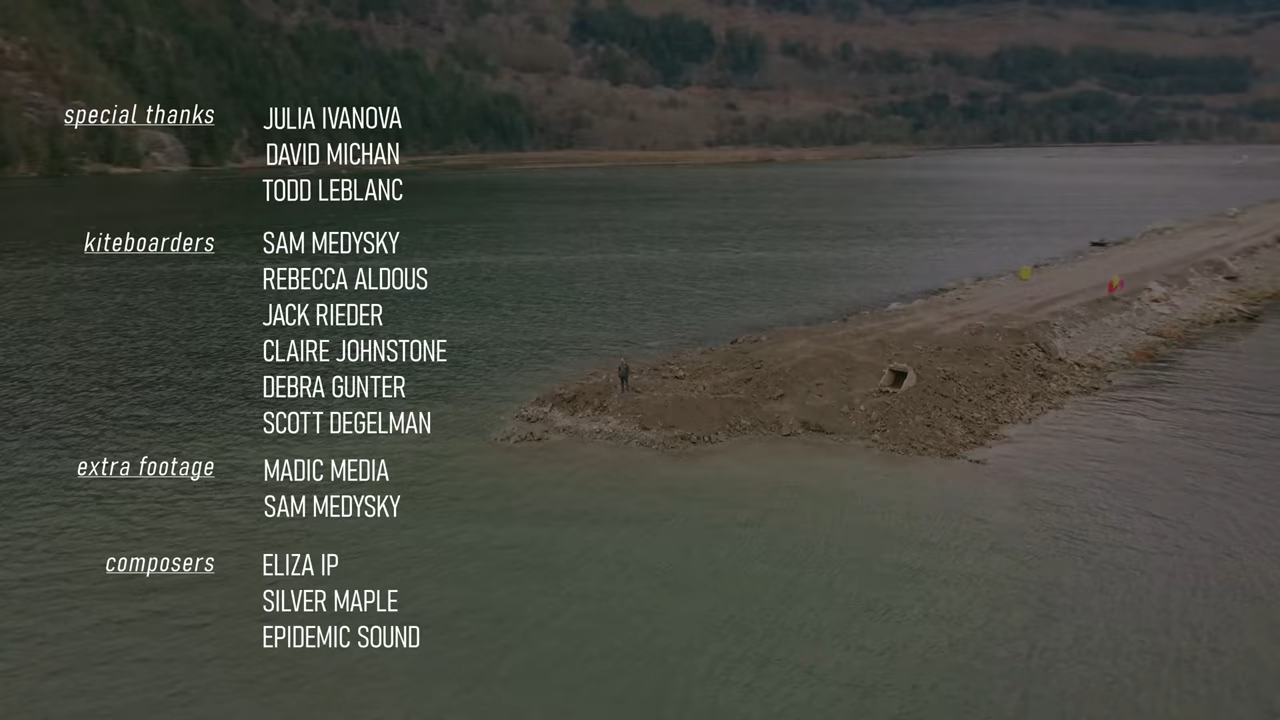 special thanks JULIA IVANOVA
DAVID MICHAN
TODD LEBLANC
kiteboarders SAM MEDYSKY
REBECCA ALDOUS
JACK RIEDER
CLAIRE JOHNSTONE
DEBRA GUNTER
SCOTT DEGELMAN
extra footage MADIC MEDIA
SAM MEDYSKY
composers ELIZA IP
SILVER MAPLE
EPIDEMIC SOUND